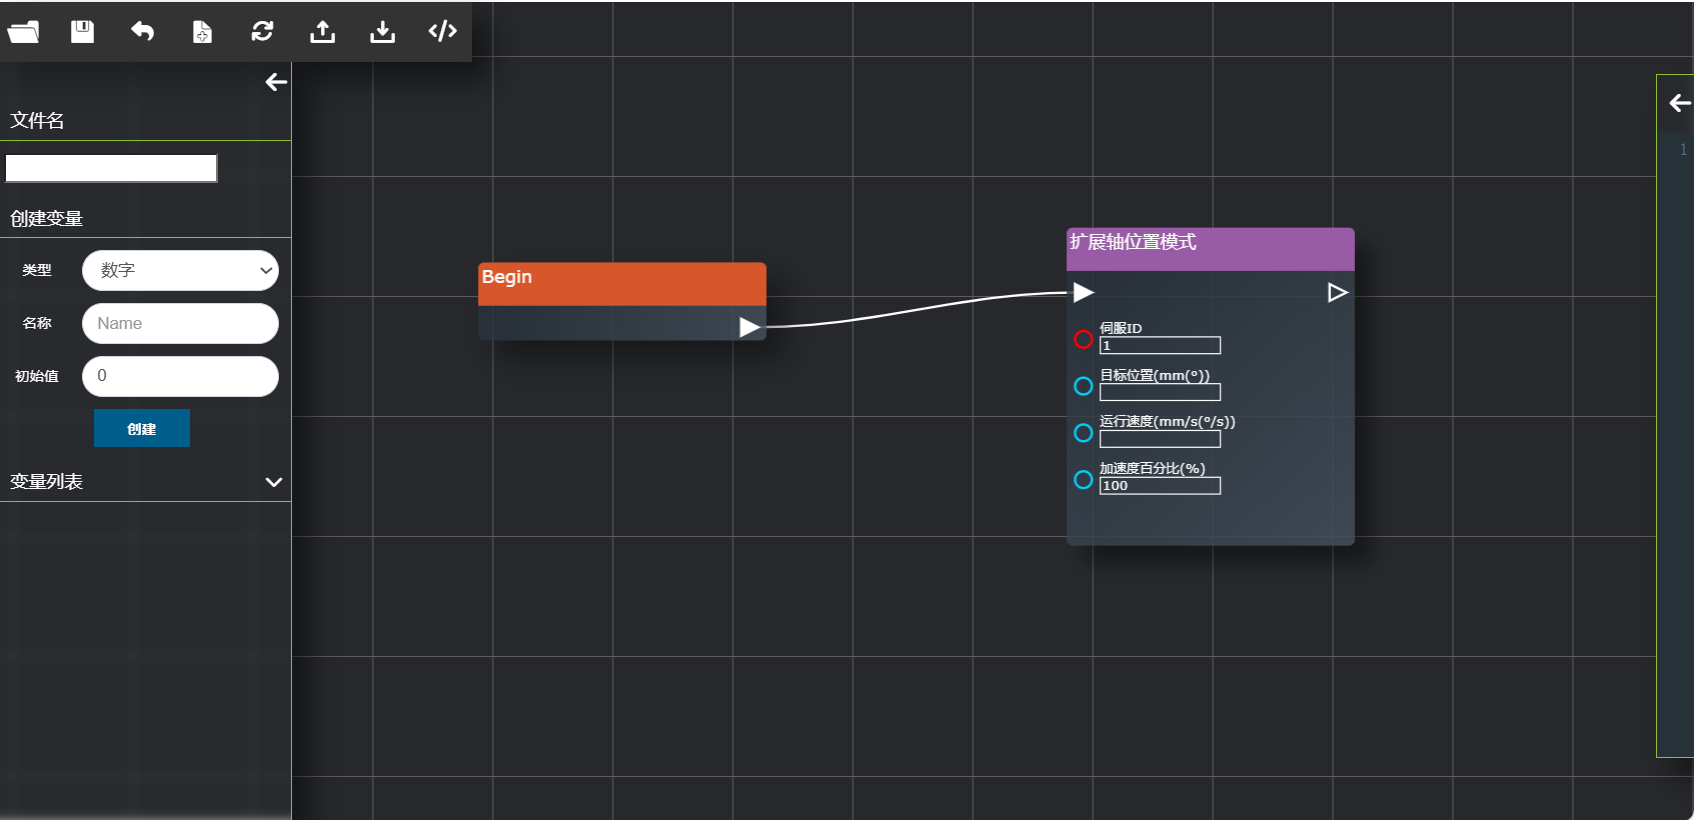 文件名
创建变量
类型
数字
名称
Name
初始值
0
创建
变量列表
Begin
扩展轴位置模式
伺服ID
1
目标位置(mm(°))
运行速度(mm/s(°/s))
加速度百分比(%)
100
1